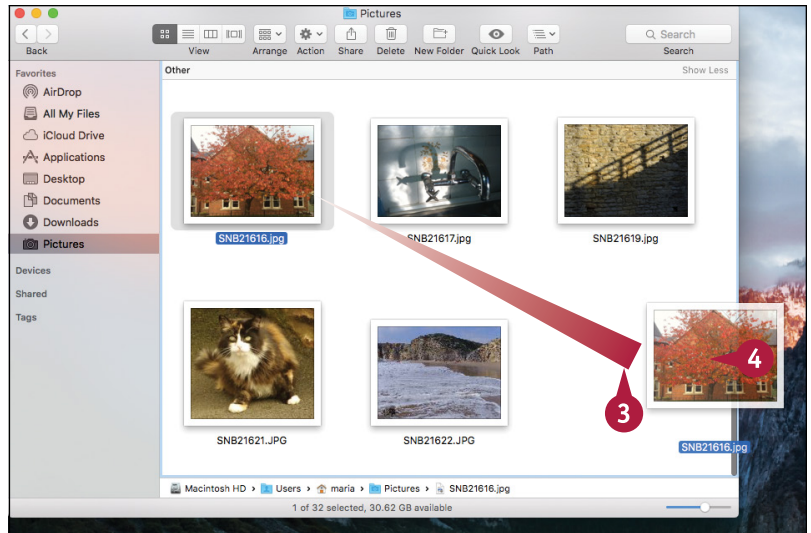 Pictures
Back View Arrange Action Share Delete New Folder Quick Look Path Search
Search
Favorites
AirDrop
All My Files
iCloud Drive
Applications
Desktop
Documents
Downloads
Pictures
Devices
Shared
Tags
Other Show Less
SNB21616.jpg SNB21617.jpg SNB21619.jpg
4
3
SNB21621.JPG SNB21622.JPG SNB21616.jpg
Macintosh HD › Users › maria › Pictures › SNB21616.jpg
1 of 32 selected, 30.62 GB available